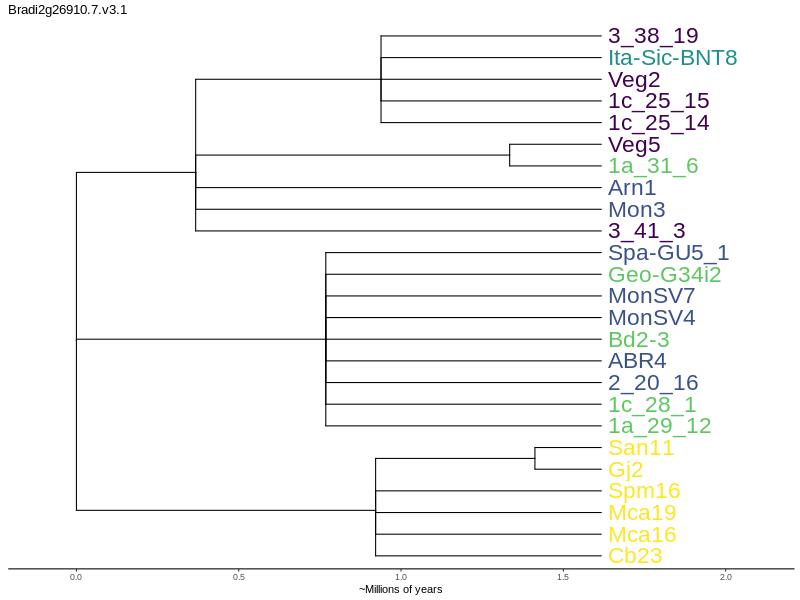 Bradi2g26910.7.v3.1
3_38_19
Ita-Sic-BNT8
Veg2
1c_25_15
1c_25_14
Veg5
1a_31_6
Arn1
Mon3
3_41_3
Spa-GU5_1
Geo-G34i2
MonSV7
MonSV4
Bd2-3
ABR4
2_20_16
1c_28_1
1a_29_12
San11
Gj2
Spm16
Mca19
Mca16
Cb23
0.0 0.5 1.0 1.5 2.0
~Millions of years